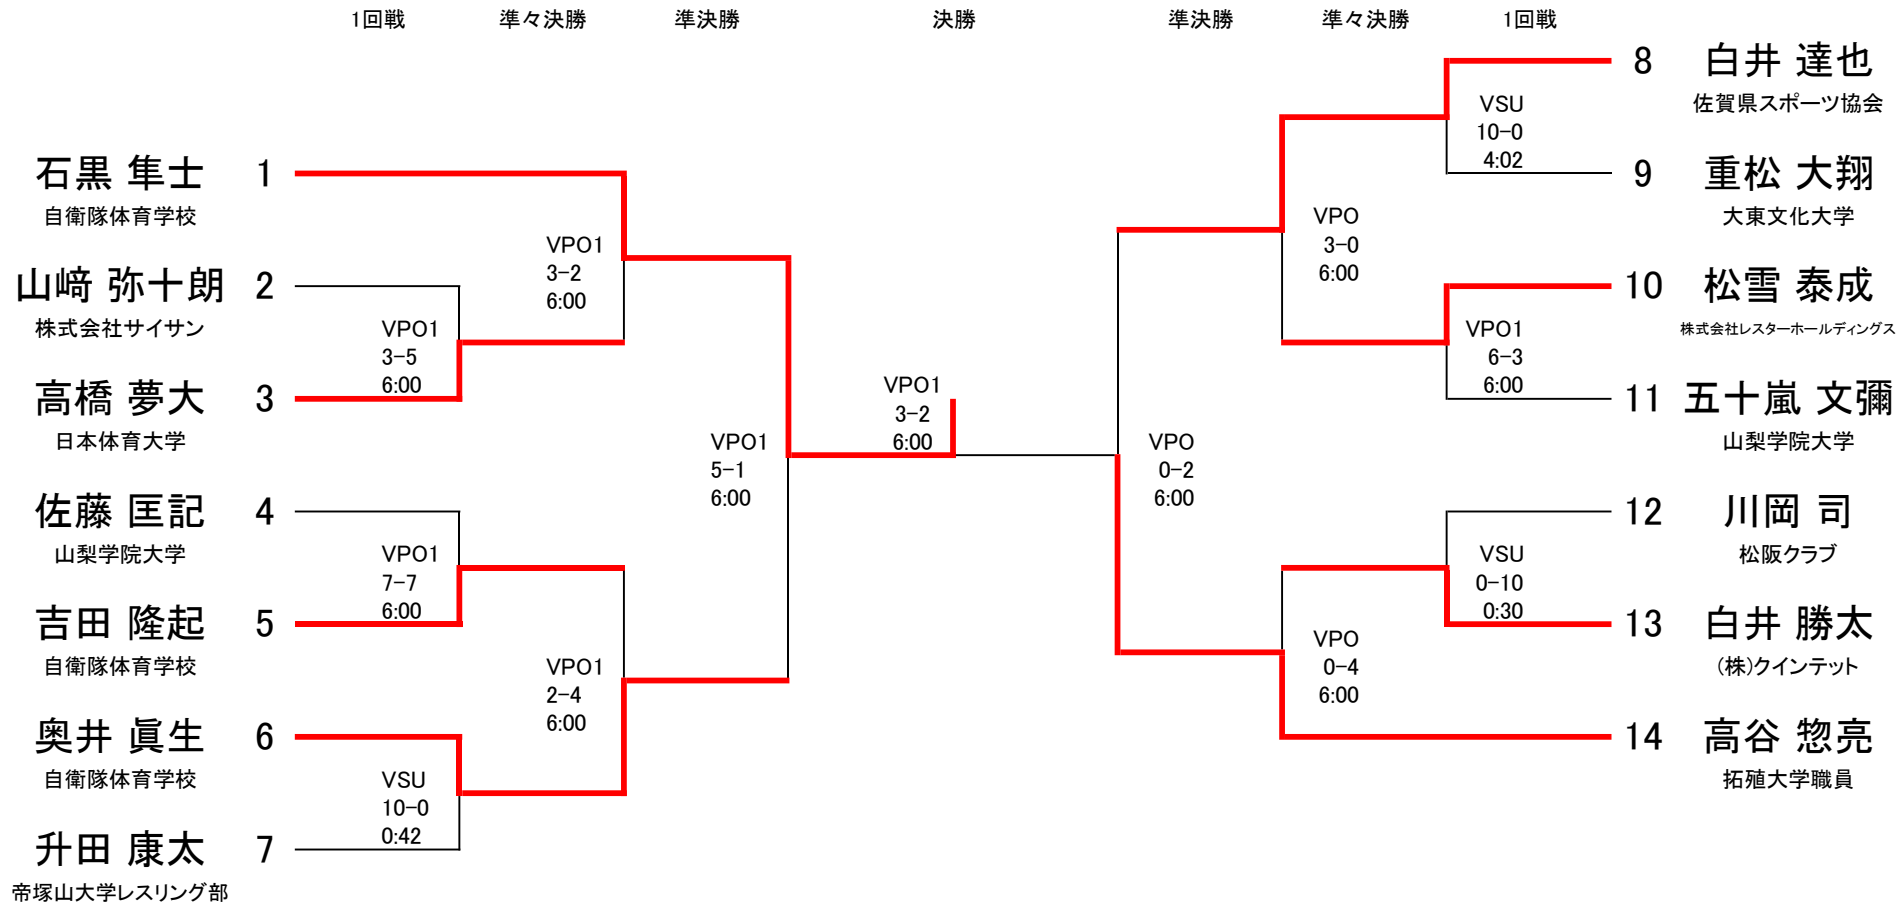 1回戦 準々決勝 準決勝 決勝 準決勝 準々決勝 1回戦
石黒 隼士 1
自衛隊体育学校
山﨑 弥十朗 2
株式会社サイサン
高橋 夢大 3
日本体育大学
佐藤 匡記 4
山梨学院大学
吉田 隆起 5
自衛隊体育学校
奥井 眞生 6
自衛隊体育学校
升田 康太 7
帝塚山大学レスリング部
VPO1
3-5
6:00
VPO1
7-7
6:00
VSU
10-0
0:42
VPO1
3-2
6:00
VPO1
2-4
6:00
VPO1
5-1
6:00
VPO1
3-2
6:00
VPO
0-2
6:00
VPO
3-0
6:00
VPO
0-4
6:00
VSU
10-0
4:02
VPO1
6-3
6:00
VSU
0-10
0:30
8 白井 達也
佐賀県スポーツ協会
9 重松 大翔
大東文化大学
10 松雪 泰成
株式会社レスターホールディングス
11 五十嵐 文彌
山梨学院大学
12 川岡 司
松阪クラブ
13 白井 勝太
(株)クインテット
14 高谷 惣亮
拓殖大学職員